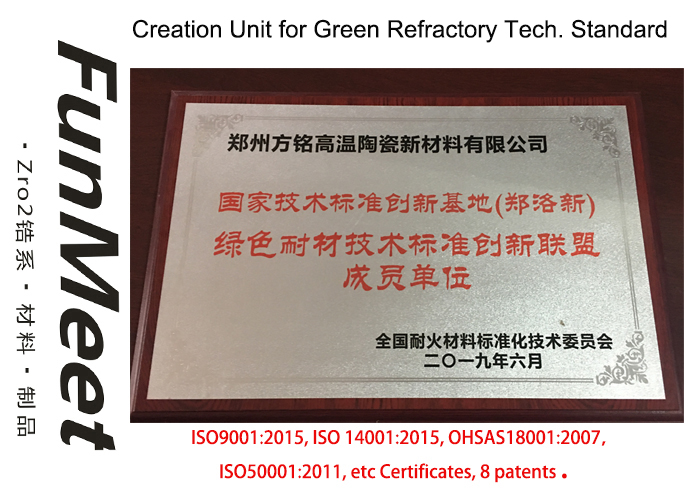 Creation Unit for Green Refractory Tech. Standard
FunMeet
· Zro2锆系 · 材料 · 制品
郑州方铭高温陶瓷新材料有限公司
国家技术标准创新基地(郑洛新)
绿色耐材技术标准创新联盟
成员单位
全国耐火材料标准化技术委员会
二〇一九年六月
ISO9001:2015, ISO 14001:2015, OHSAS18001:2007,
ISO50001:2011, etc Certificates, 8 patents .